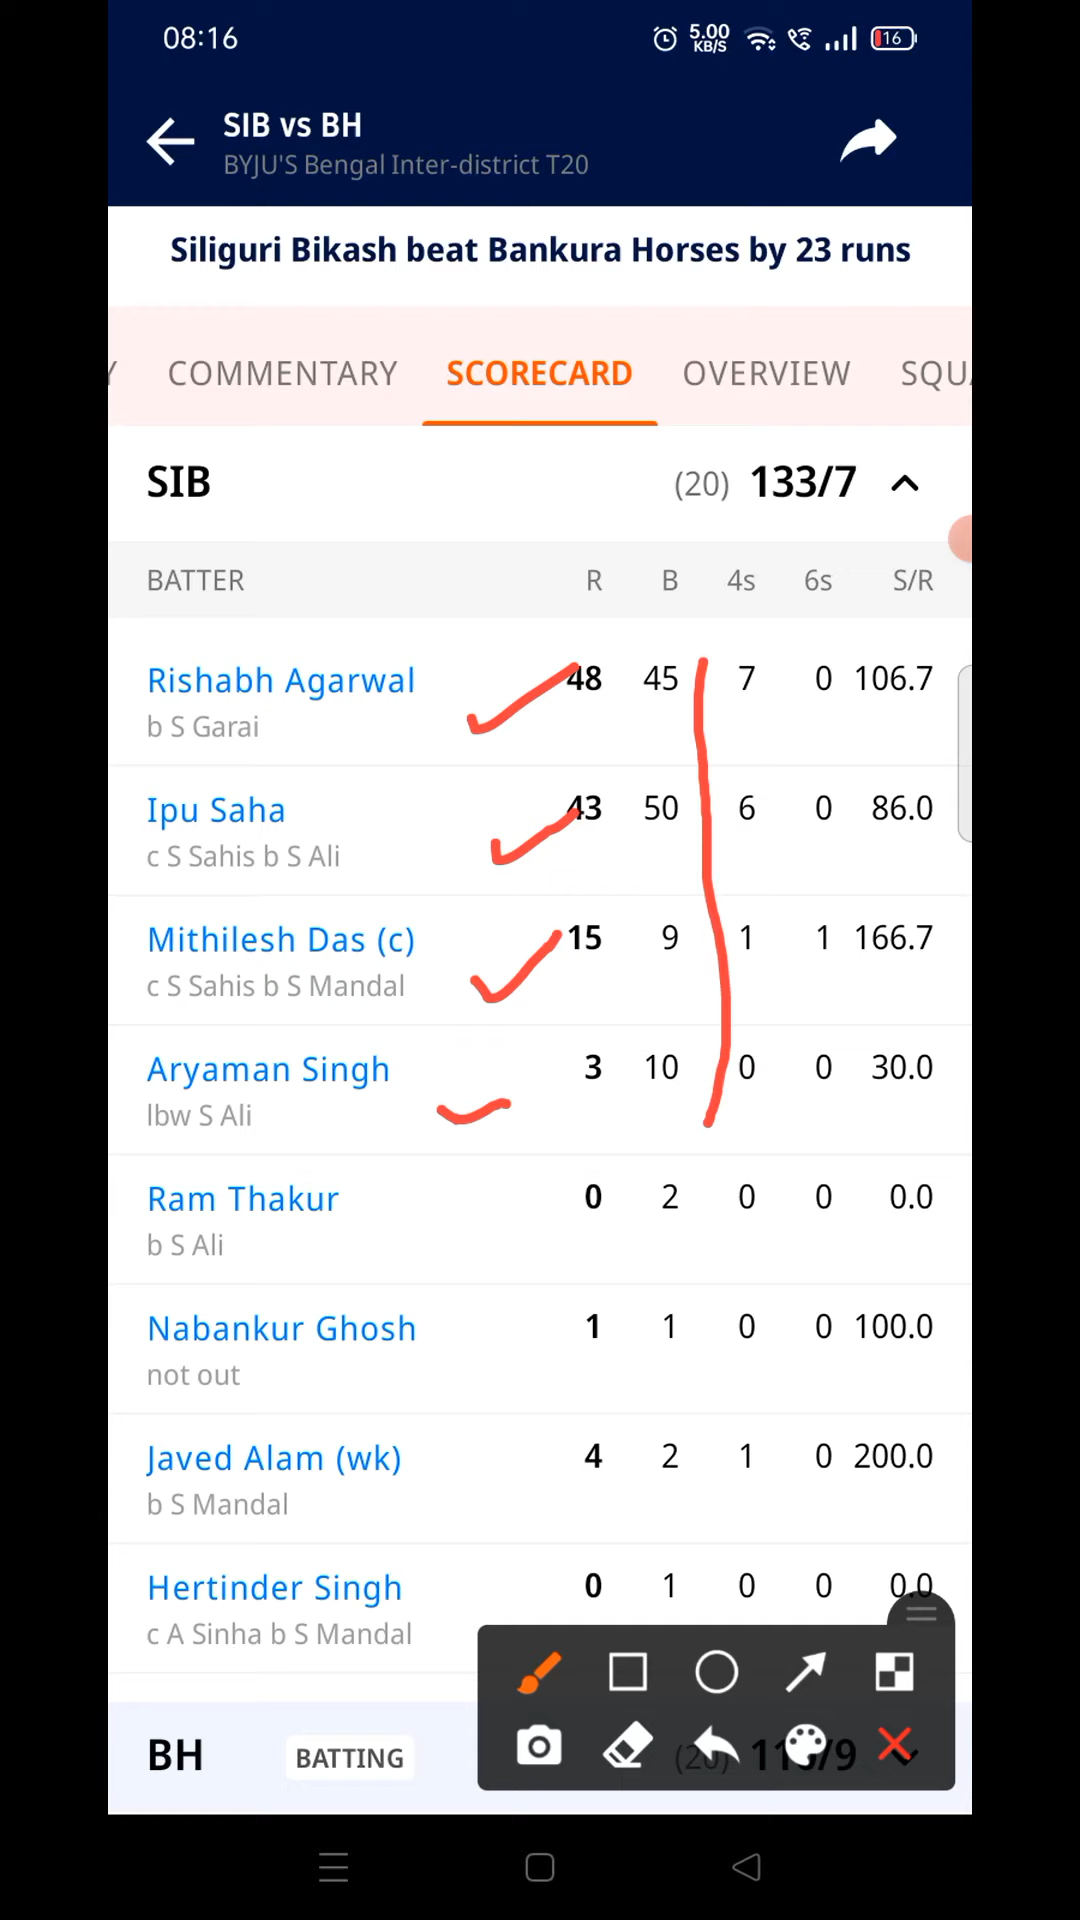 08:16 5.00 KB/S 16
SIB vs BH
BYJU'S Bengal Inter-district T20
Siliguri Bikash beat Bankura Horses by 23 runs
COMMENTARY SCORECARD OVERVIEW SQU
SIB (20) 133/7
BATTER R B 4s 6s S/R
Rishabh Agarwal 48 45 7 0 106.7
b S Garai
Ipu Saha 43 50 6 0 86.0
c S Sahis b S Ali
Mithilesh Das (c) 15 9 1 1 166.7
c S Sahis b S Mandal
Aryaman Singh 3 10 0 0 30.0
lbw S Ali
Ram Thakur 0 2 0 0 0.0
b S Ali
Nabankur Ghosh 1 1 0 0 100.0
not out
Javed Alam (wk) 4 2 1 0 200.0
b S Mandal
Hertinder Singh 0 1 0 0 0.0
c A Sinha b S Mandal
BH BATTING (20)